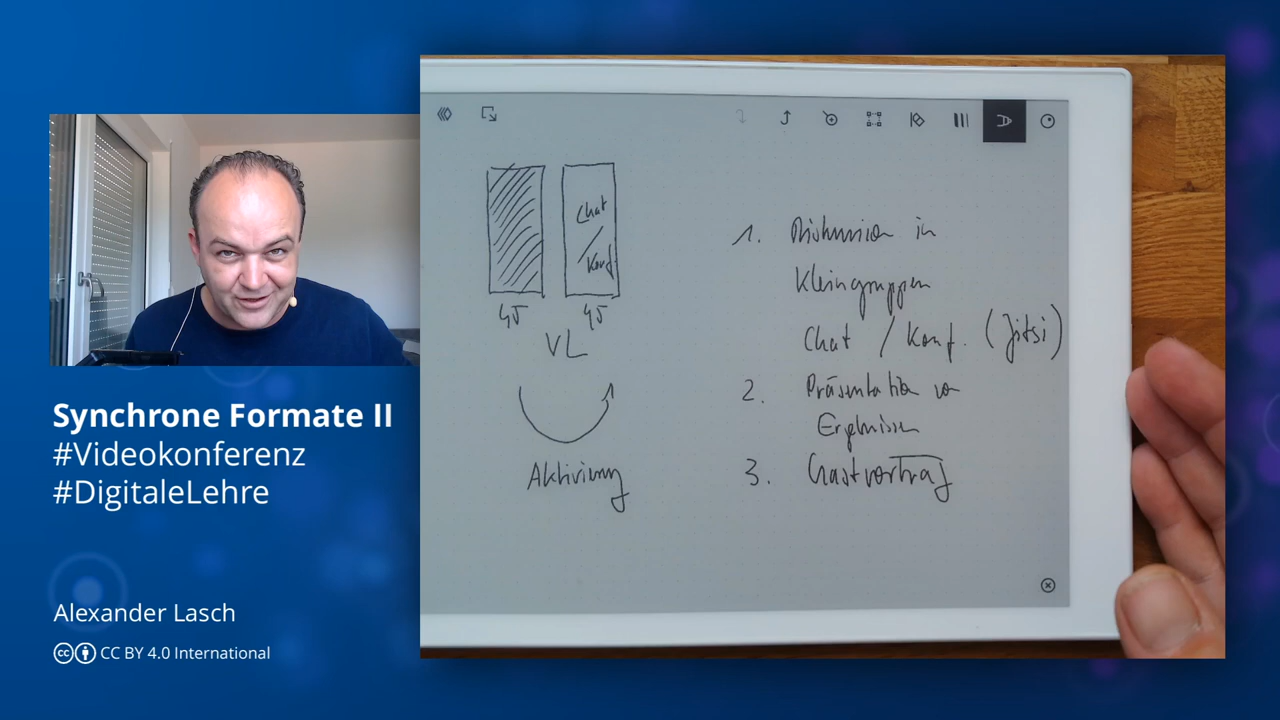 Synchrone Formate II
#Videokonferenz
#DigitaleLehre
Alexander Lasch
CC BY 4.0 International
Chat
/ Konf.
45 45
VL
Aktivierung
1. Diskussion in
Kleingruppen
Chat / Konf. (Jitsi)
2. Präsentation von
Ergebnissen
3. Gastvortrag